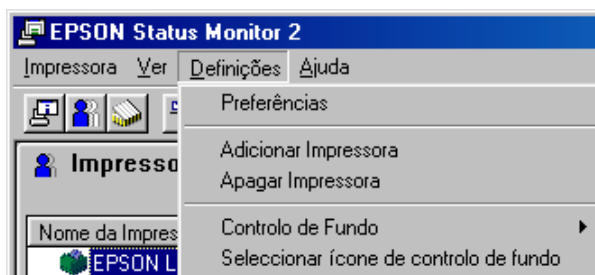 EPSON Status Monitor 2
Impressora Ver Definições Ajuda
Preferências
Adicionar Impressora
Apagar Impressora
Controlo de Fundo
Seleccionar ícone de controlo de fundo
Impresso
Nome da Impres
EPSON L